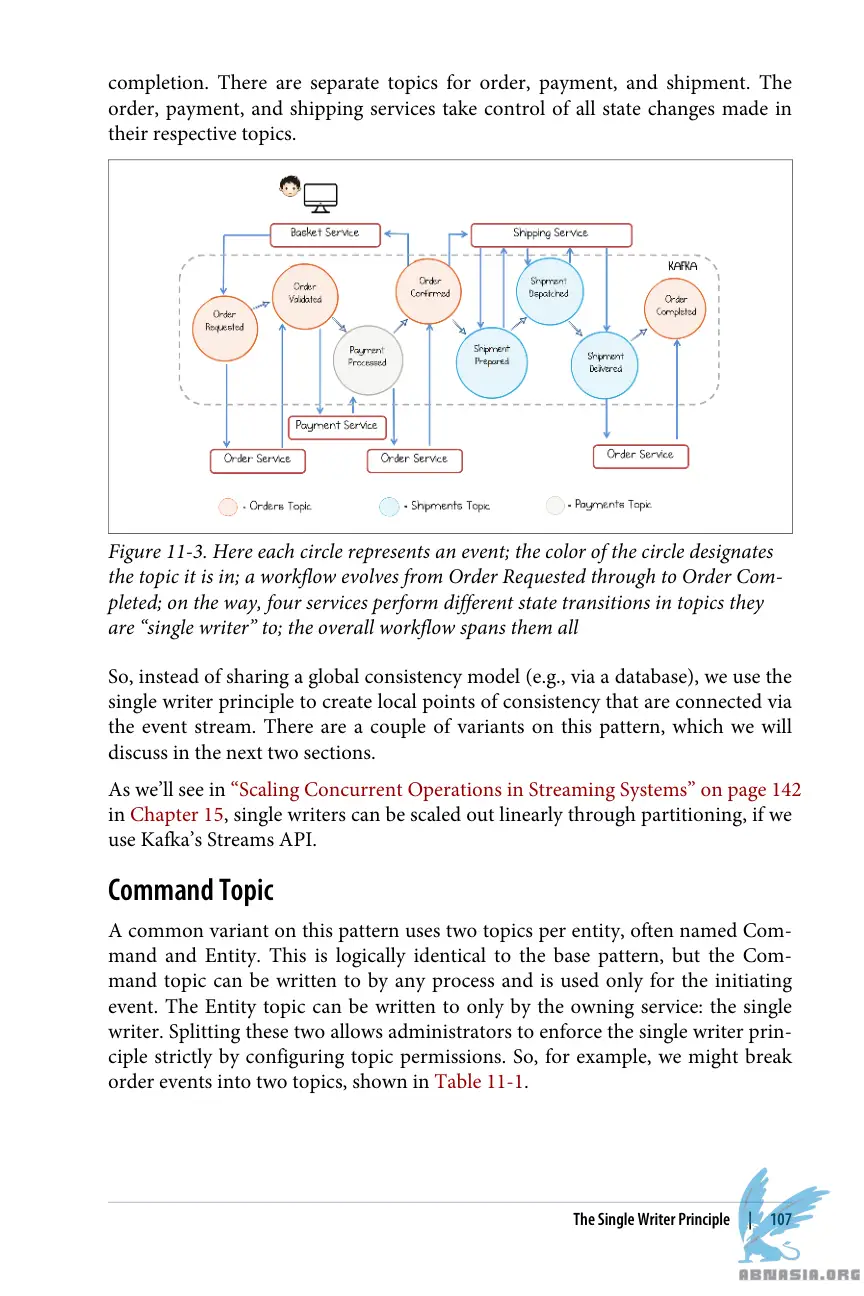 completion. There are separate topics for order, payment, and shipment. The
order, payment, and shipping services take control of all state changes made in
their respective topics.
Basket Service
Shipping Service
KAFKA
Order
Requested
Order
Validated
Payment
Processed
Order
Confirmed
Shipment
Prepared
Shipment
Dispatched
Shipment
Delivered
Order
Completed
Payment Service
Order Service
Order Service
Order Service
= Orders Topic
= Shipments Topic
= Payments Topic
Figure 11-3. Here each circle represents an event; the color of the circle designates
the topic it is in; a workflow evolves from Order Requested through to Order Com-
pleted; on the way, four services perform different state transitions in topics they
are “single writer” to; the overall workflow spans them all
So, instead of sharing a global consistency model (e.g., via a database), we use the
single writer principle to create local points of consistency that are connected via
the event stream. There are a couple of variants on this pattern, which we will
discuss in the next two sections.
As we’ll see in “Scaling Concurrent Operations in Streaming Systems” on page 142
in Chapter 15, single writers can be scaled out linearly through partitioning, if we
use Kafka’s Streams API.
Command Topic
A common variant on this pattern uses two topics per entity, often named Com-
mand and Entity. This is logically identical to the base pattern, but the Com-
mand topic can be written to by any process and is used only for the initiating
event. The Entity topic can be written to only by the owning service: the single
writer. Splitting these two allows administrators to enforce the single writer prin-
ciple strictly by configuring topic permissions. So, for example, we might break
order events into two topics, shown in Table 11-1.
The Single Writer Principle | 107
ABNASIA.ORG